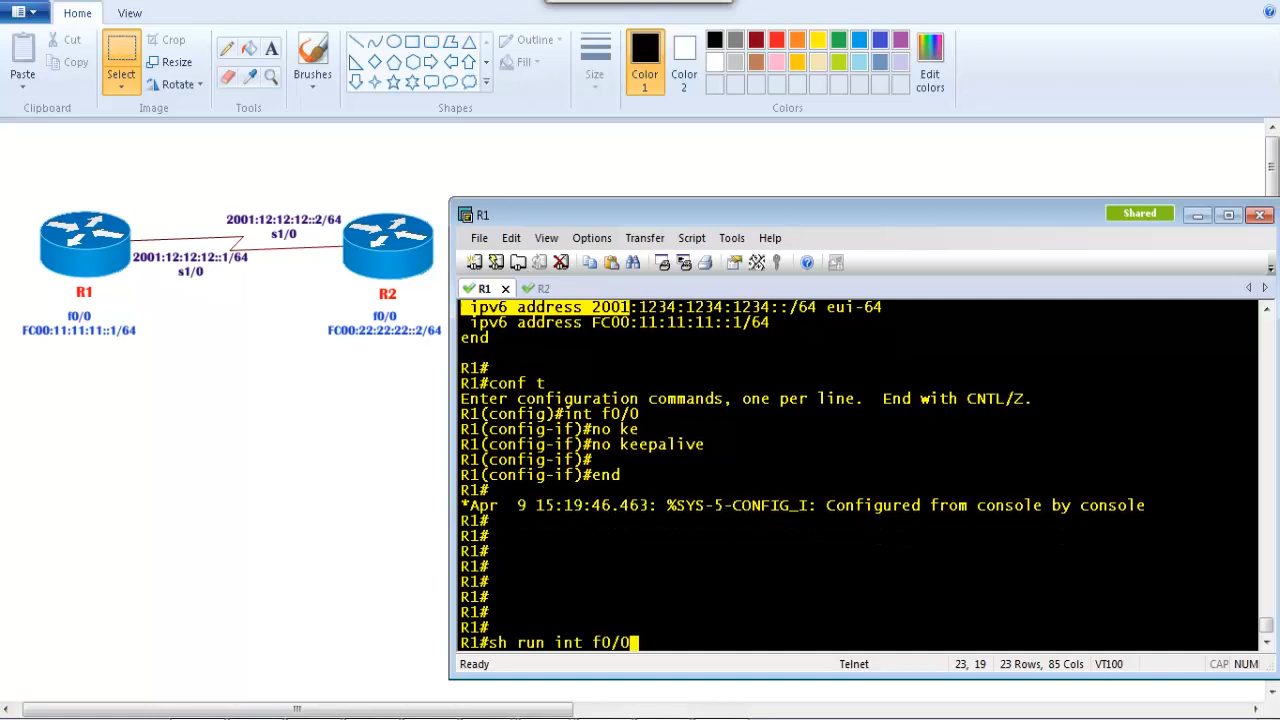 Home
View
Paste
Cut
Copy
Clipboard
Select
Crop
Resize
Rotate
Image
Tools
Brushes
Shapes
Outline
Fill
Size
Color
1
Color
2
Edit
colors
Colors
2001:12:12:12::2/64
s1/0
2001:12:12:12::1/64
s1/0
R1
f0/0
FC00:11:11:11::1/64
R2
f0/0
FC00:22:22:22::2/64
R1
Shared
File Edit View Options Transfer Script Tools Help
R1
R2
ipv6 address 2001:1234:1234:1234::/64 eui-64
ipv6 address FC00:11:11:11::1/64
end
R1#
R1#conf t
Enter configuration commands, one per line.  End with CNTL/Z.
R1(config)#int f0/0
R1(config-if)#no ke
R1(config-if)#no keepalive
R1(config-if)#
R1(config-if)#end
R1#
*Apr  9 15:19:46.463: %SYS-5-CONFIG_I: Configured from console by console
R1#
R1#
R1#
R1#
R1#
R1#
R1#
R1#
R1#sh run int f0/0
Ready
Telnet
23, 19
23 Rows, 85 Cols
VT100
CAP NUM